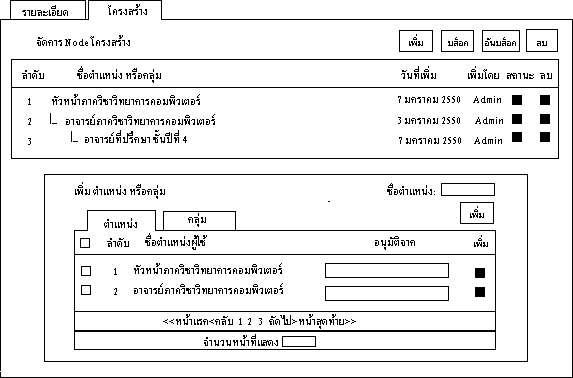 รายละเอียด โครงสร้าง
จัดการ Node โครงสร้าง เพิ่ม บล็อค อันบล็อค ลบ
ลำดับ ชื่อตำแหน่ง หรือกลุ่ม วันที่เพิ่ม เพิ่มโดย สถานะ ลบ
1 หัวหน้าภาควิชาวิทยาการคอมพิวเตอร์ 7 มกราคม 2550 Admin
2 อาจารย์ภาควิชาวิทยาการคอมพิวเตอร์ 3 มกราคม 2550 Admin
3 อาจารย์ที่ปรึกษา ชั้นปีที่ 4 7 มกราคม 2550 Admin
เพิ่ม ตำแหน่ง หรือกลุ่ม ชื่อตำแหน่ง:
เพิ่ม
ตำแหน่ง กลุ่ม
ลำดับ ชื่อตำแหน่งผู้ใช้ อนุมัติจาก เพิ่ม
1 หัวหน้าภาควิชาวิทยาการคอมพิวเตอร์
2 อาจารย์ภาควิชาวิทยาการคอมพิวเตอร์
<<หน้าแรก<กลับ 1 2 3 ถัดไป>หน้าสุดท้าย>>
จำนวนหน้าที่แสดง